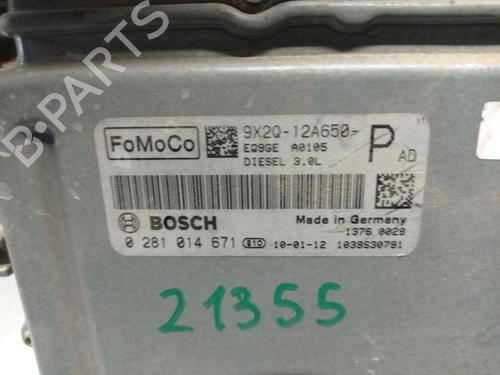 FoMoCo 9X2Q-12A650- P AD
EQ9GE A0105
DIESEL 3.0L
BOSCH Made in Germany
1376 0029
0 281 014 671 810 10-01-12 1039S30791
21355